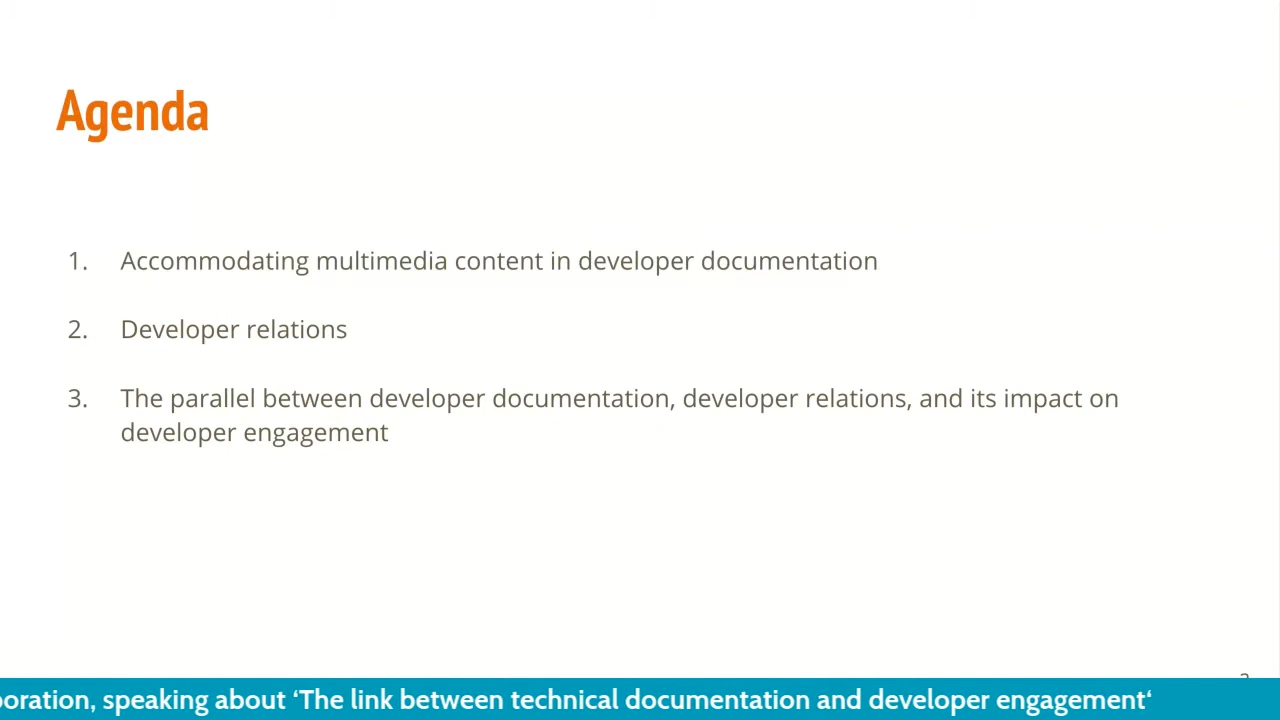 Agenda
1. Accommodating multimedia content in developer documentation
2. Developer relations
3. The parallel between developer documentation, developer relations, and its impact on
developer engagement
speaking about ‘The link between technical documentation and developer engagement‘